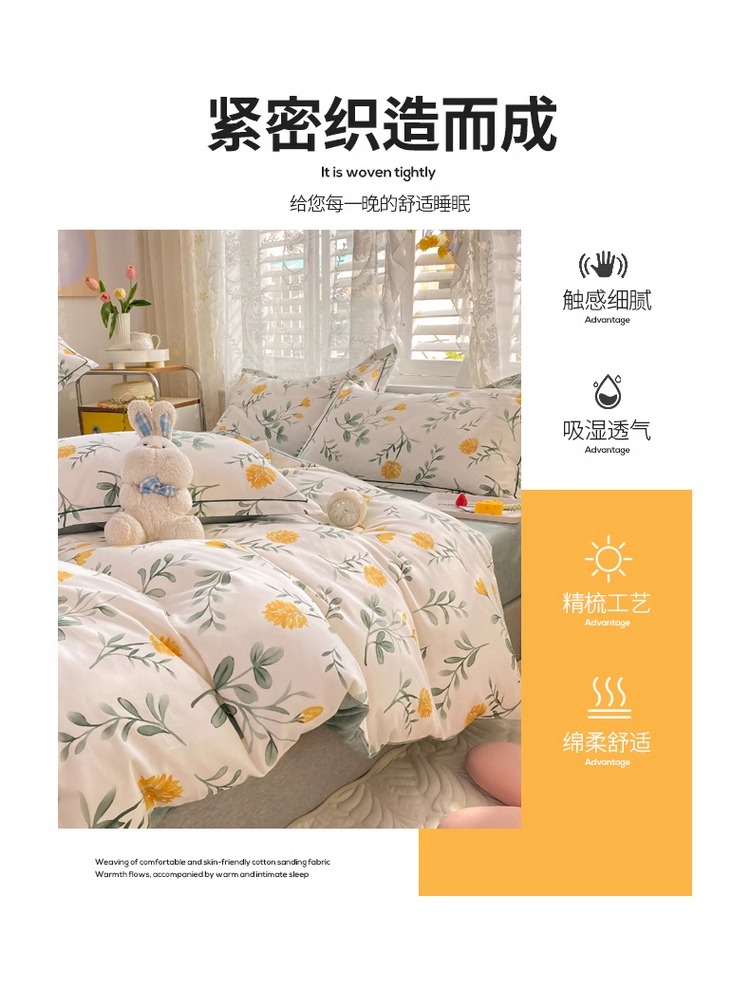 紧密织造而成
It is woven tightly
给您每一晚的舒适睡眠
触感细腻
Advantage
吸湿透气
Advantage
精梳工艺
Advantage
绵柔舒适
Advantage
Weaving of comfortable and skin-friendly cotton sanding fabric
Warmth flows, accompanied by warm and intimate sleep